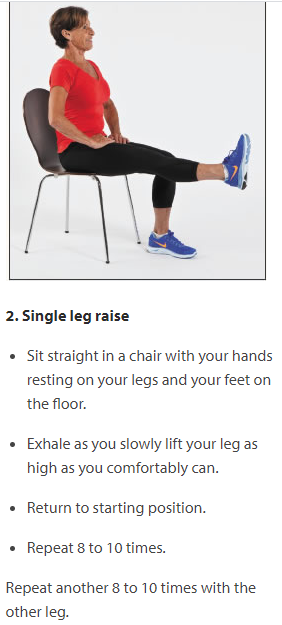 2. Single leg raise
Sit straight in a chair with your hands
resting on your legs and your feet on
the floor.
Exhale as you slowly lift your leg as
high as you comfortably can.
Return to starting position.
Repeat 8 to 10 times.
Repeat another 8 to 10 times with the
other leg.